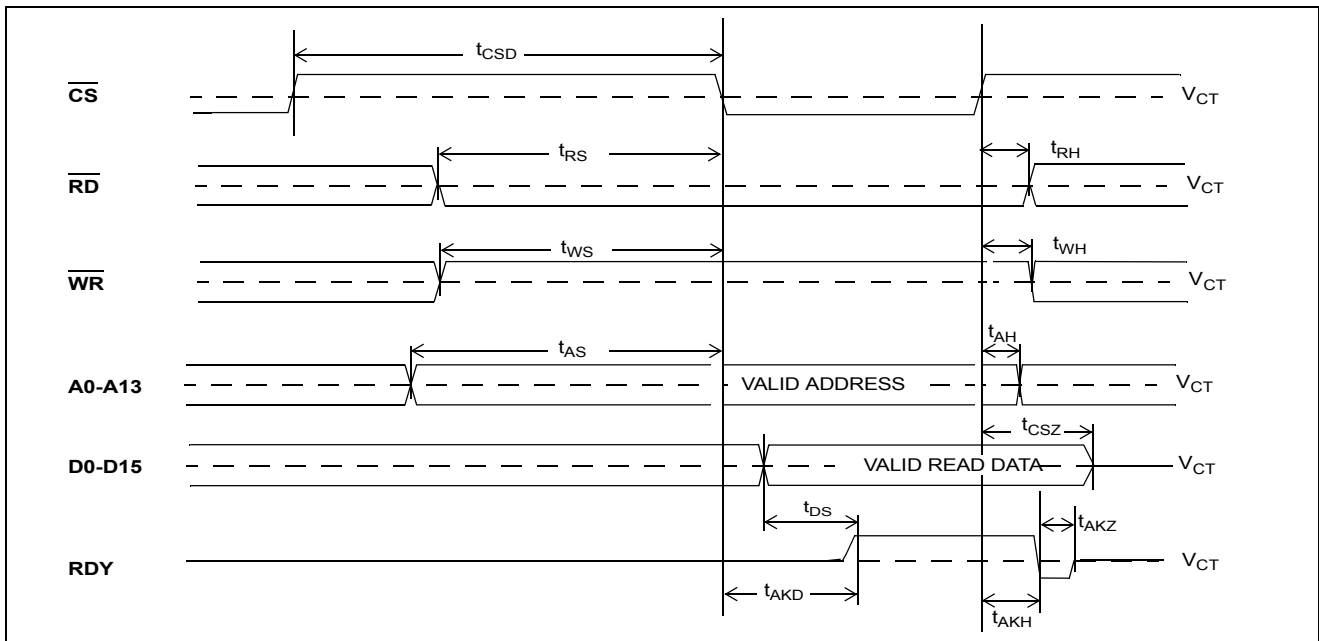 tCSD
CS
VCT
tRS
tRH
RD
VCT
tWS
tWH
WR
VCT
tAS
tAH
A0-A13
VALID ADDRESS
VCT
tCSZ
D0-D15
VALID READ DATA
VCT
tDS
tAKZ
RDY
VCT
tAKD
tAKH